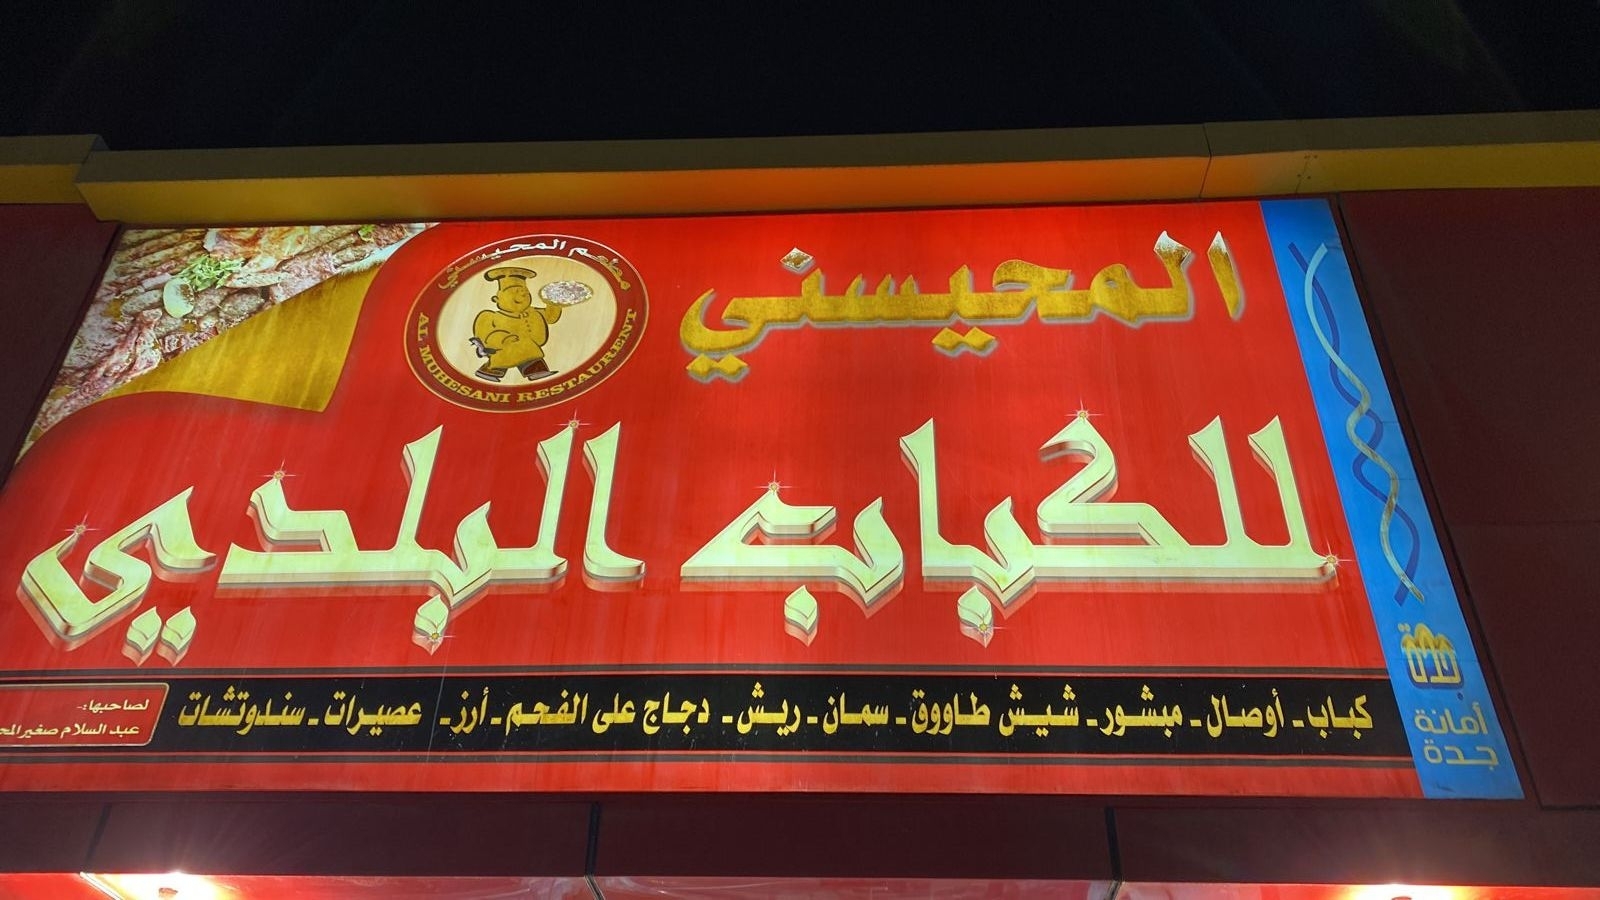 المحيسني
مطعم المحيسني
AL MUHESANI RESTAURENT
للكباب البلدي
كباب ـ أوصال ـ مبشور ـ شيش طاووق ـ سمان ـ ريش ـ دجاج على الفحم ـ أرز ـ عصيرات ـ سندوتشات
لصاحبها:-
عبد السلام صغير
أمانة
جدة